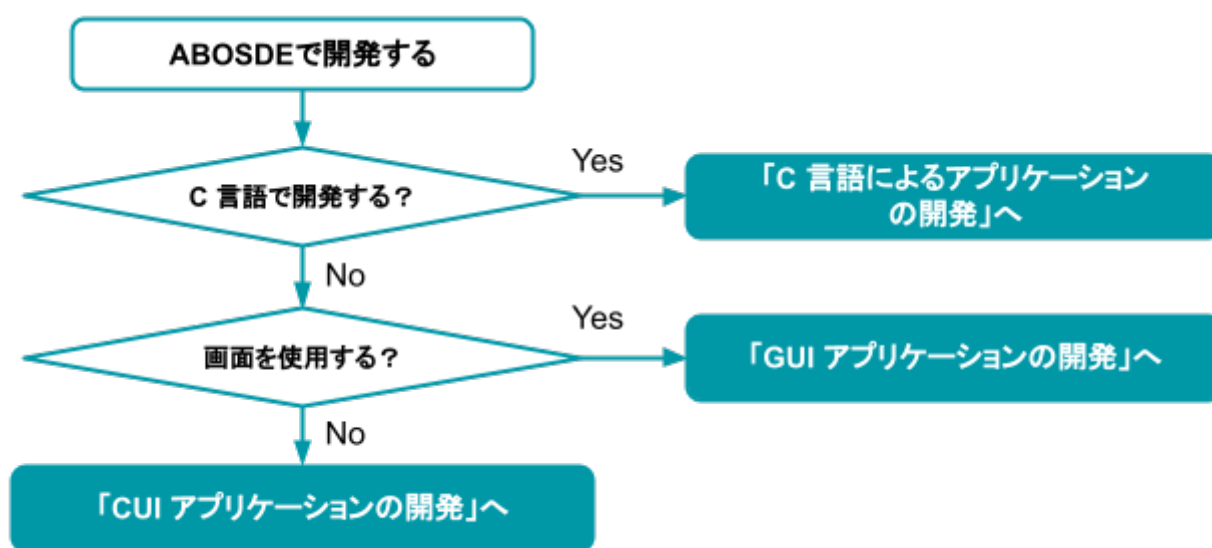 ABOSDEで開発する
C 言語で開発する？
Yes
「C 言語によるアプリケーション
の開発」へ
No
画面を使用する？
Yes
「GUI アプリケーションの開発」へ
No
「CUI アプリケーションの開発」へ